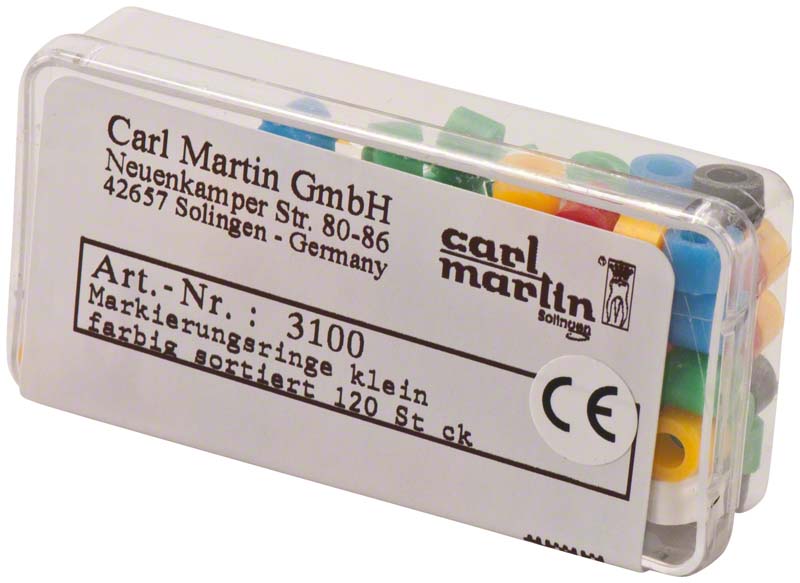 Carl Martin GmbH
Neuenkamper Str. 80-86
42657 Solingen - Germany
carl
martin
Solingen
Art.-Nr.: 3100
Markierungsringe klein
farbig sortiert 120 St ck
CE